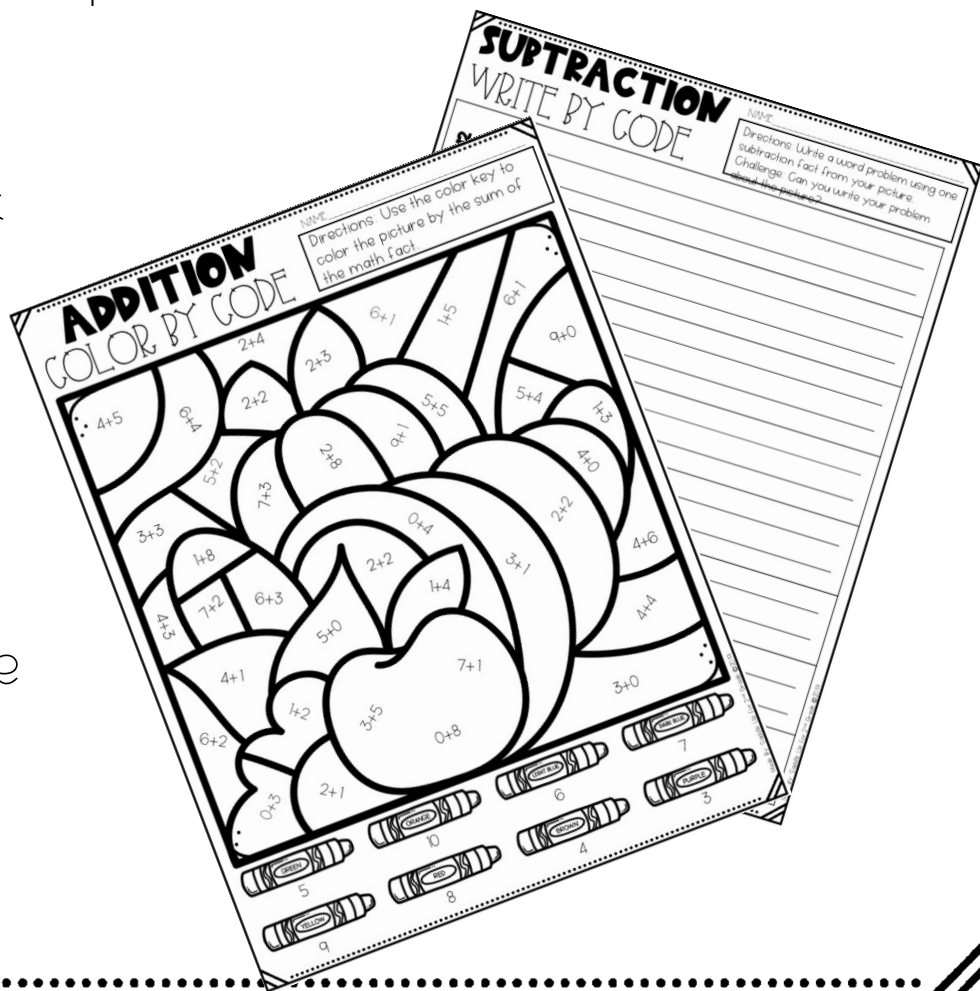 SUBTRACTION
WRITE BY CODE
NAME
Directions: Write a word problem using one
subtraction fact from your picture.
Challenge: Can you write your problem
about the picture?
ADDITION
COLOR BY CODE
NAME
Directions: Use the color key to
color the picture by the sum of
the math fact.
6+1
1+5
6+1
2+4
2+3
9+0
4+5
6+4
2+2
5+5
5+4
1+3
9+1
2+8
4+0
5+2
7+3
2+2
0+4
3+3
1+8
2+2
3+1
4+6
7+2
6+3
1+4
4+4
4+3
5+0
4+1
7+1
3+0
1+2
3+5
6+2
0+8
0+3
2+1
DARK BLUE
7
LIGHT BLUE
6
PURPLE
3
ORANGE
10
BROWN
4
GREEN
5
RED
8
YELLOW
9